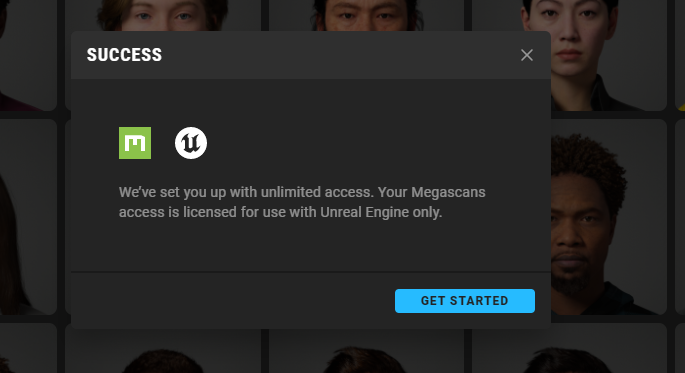 SUCCESS
We've set you up with unlimited access. Your Megascans
access is licensed for use with Unreal Engine only.
GET STARTED